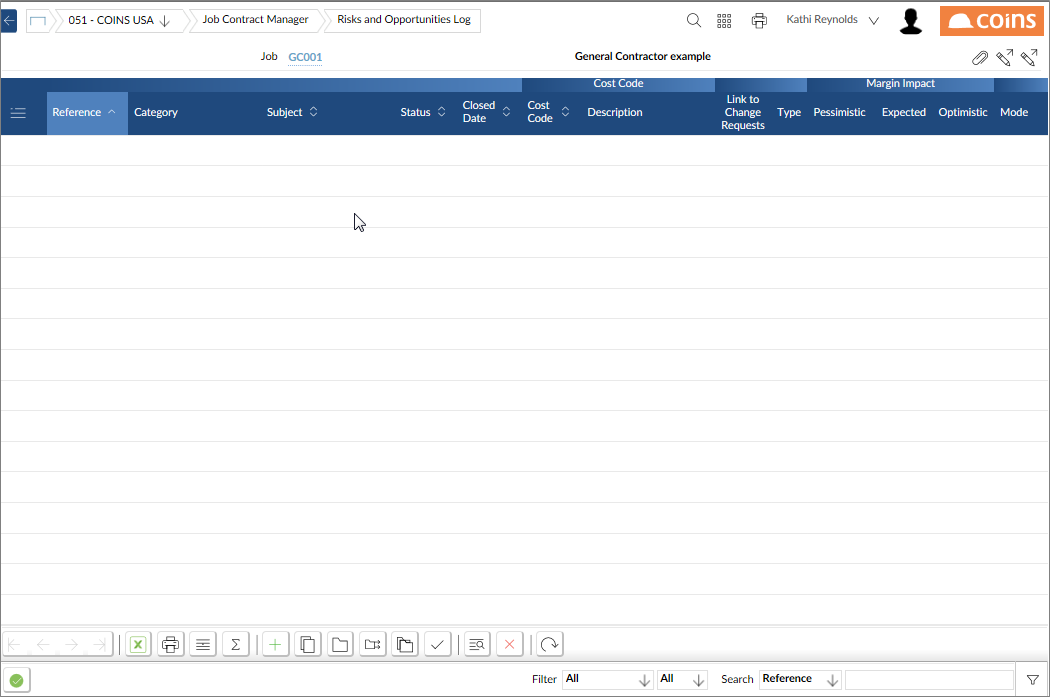 051 - COINS USA
Job Contract Manager
Risks and Opportunities Log
Kathi Reynolds
coins
Job GC001
General Contractor example
Cost Code
Margin Impact
Reference
Category
Subject
Status
Closed
Date
Cost
Code
Description
Link to
Change
Requests
Type
Pessimistic
Expected
Optimistic
Mode
Filter All
All
Search Reference